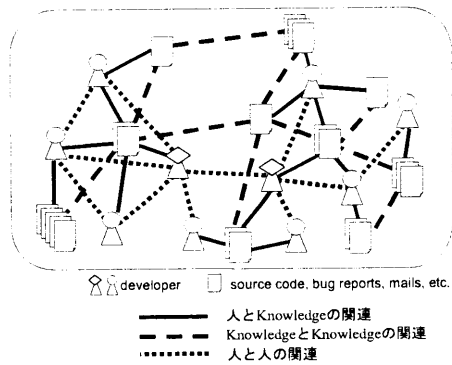 developer
source code, bug reports, mails, etc.
人とKnowledgeの関連
KnowledgeとKnowledgeの関連
人と人の関連